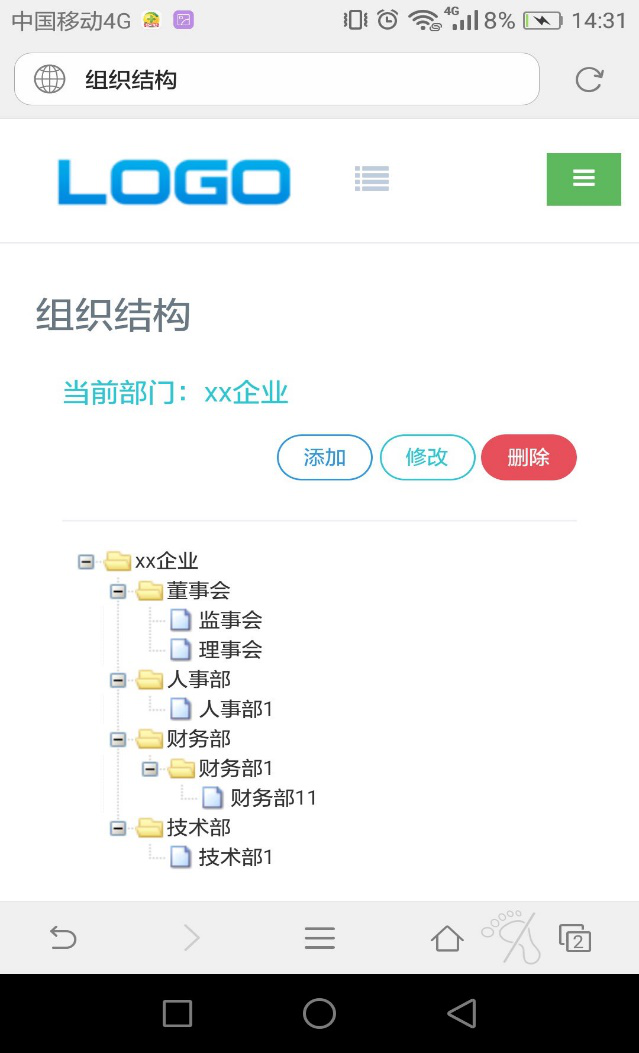 中国移动4G 4G 8% 14:31
组织结构
LOGO
组织结构
当前部门：xx企业
添加 修改 删除
xx企业
董事会
监事会
理事会
人事部
人事部1
财务部
财务部1
财务部11
技术部
技术部1
2